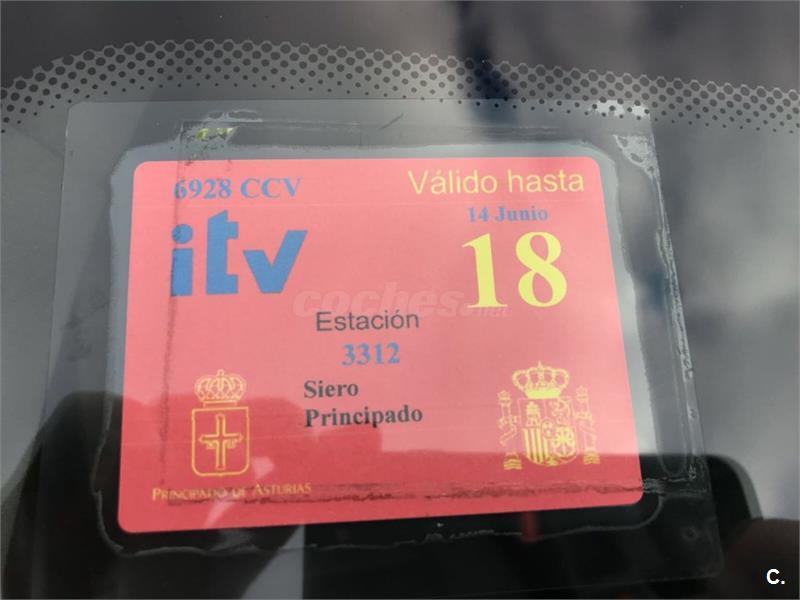 6928 CCV
Válido hasta
14 Junio
18
itv
coches.net
Estación
3312
Siero
Principado
PRINCIPADO DE ASTURIAS
C.